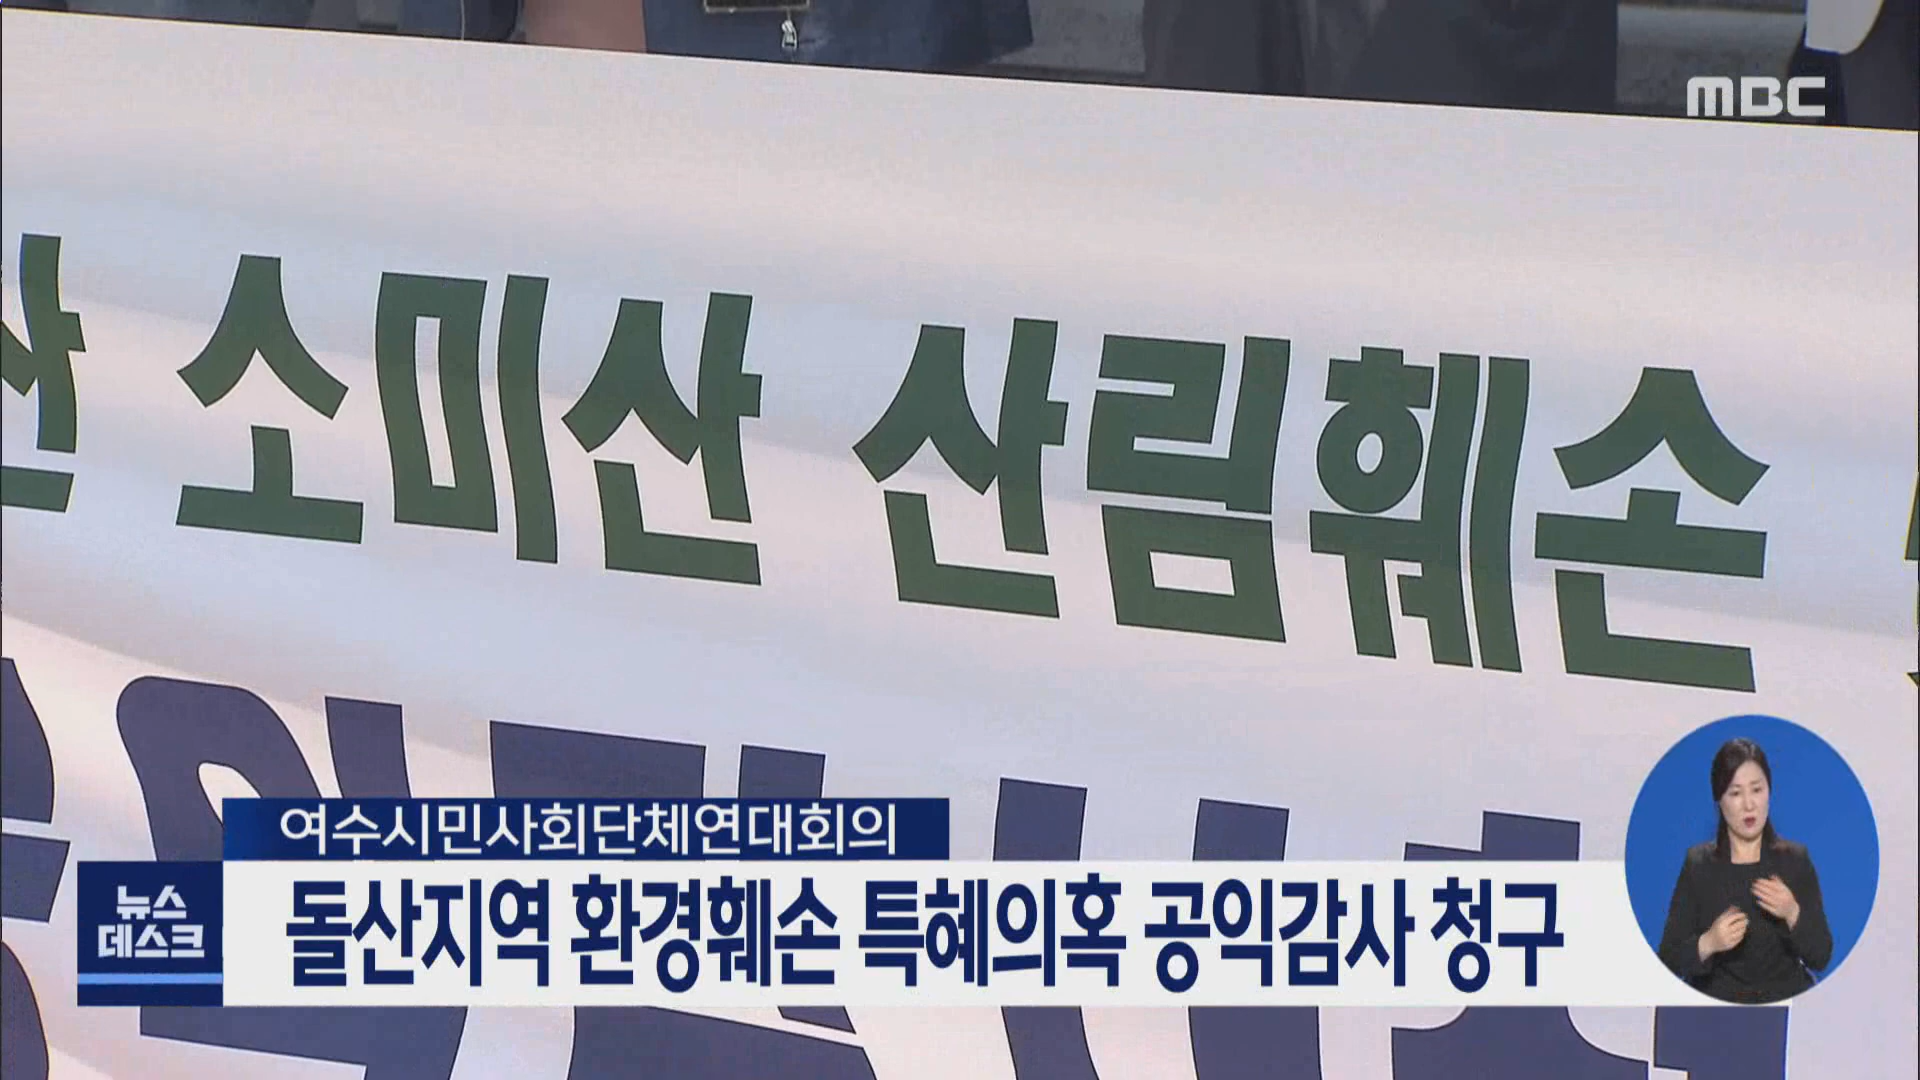 MBC
산 소미산 산림훼손
여수시민사회단체연대회의
뉴스
데스크
돌산지역 환경훼손 특혜의혹 공익감사 청구